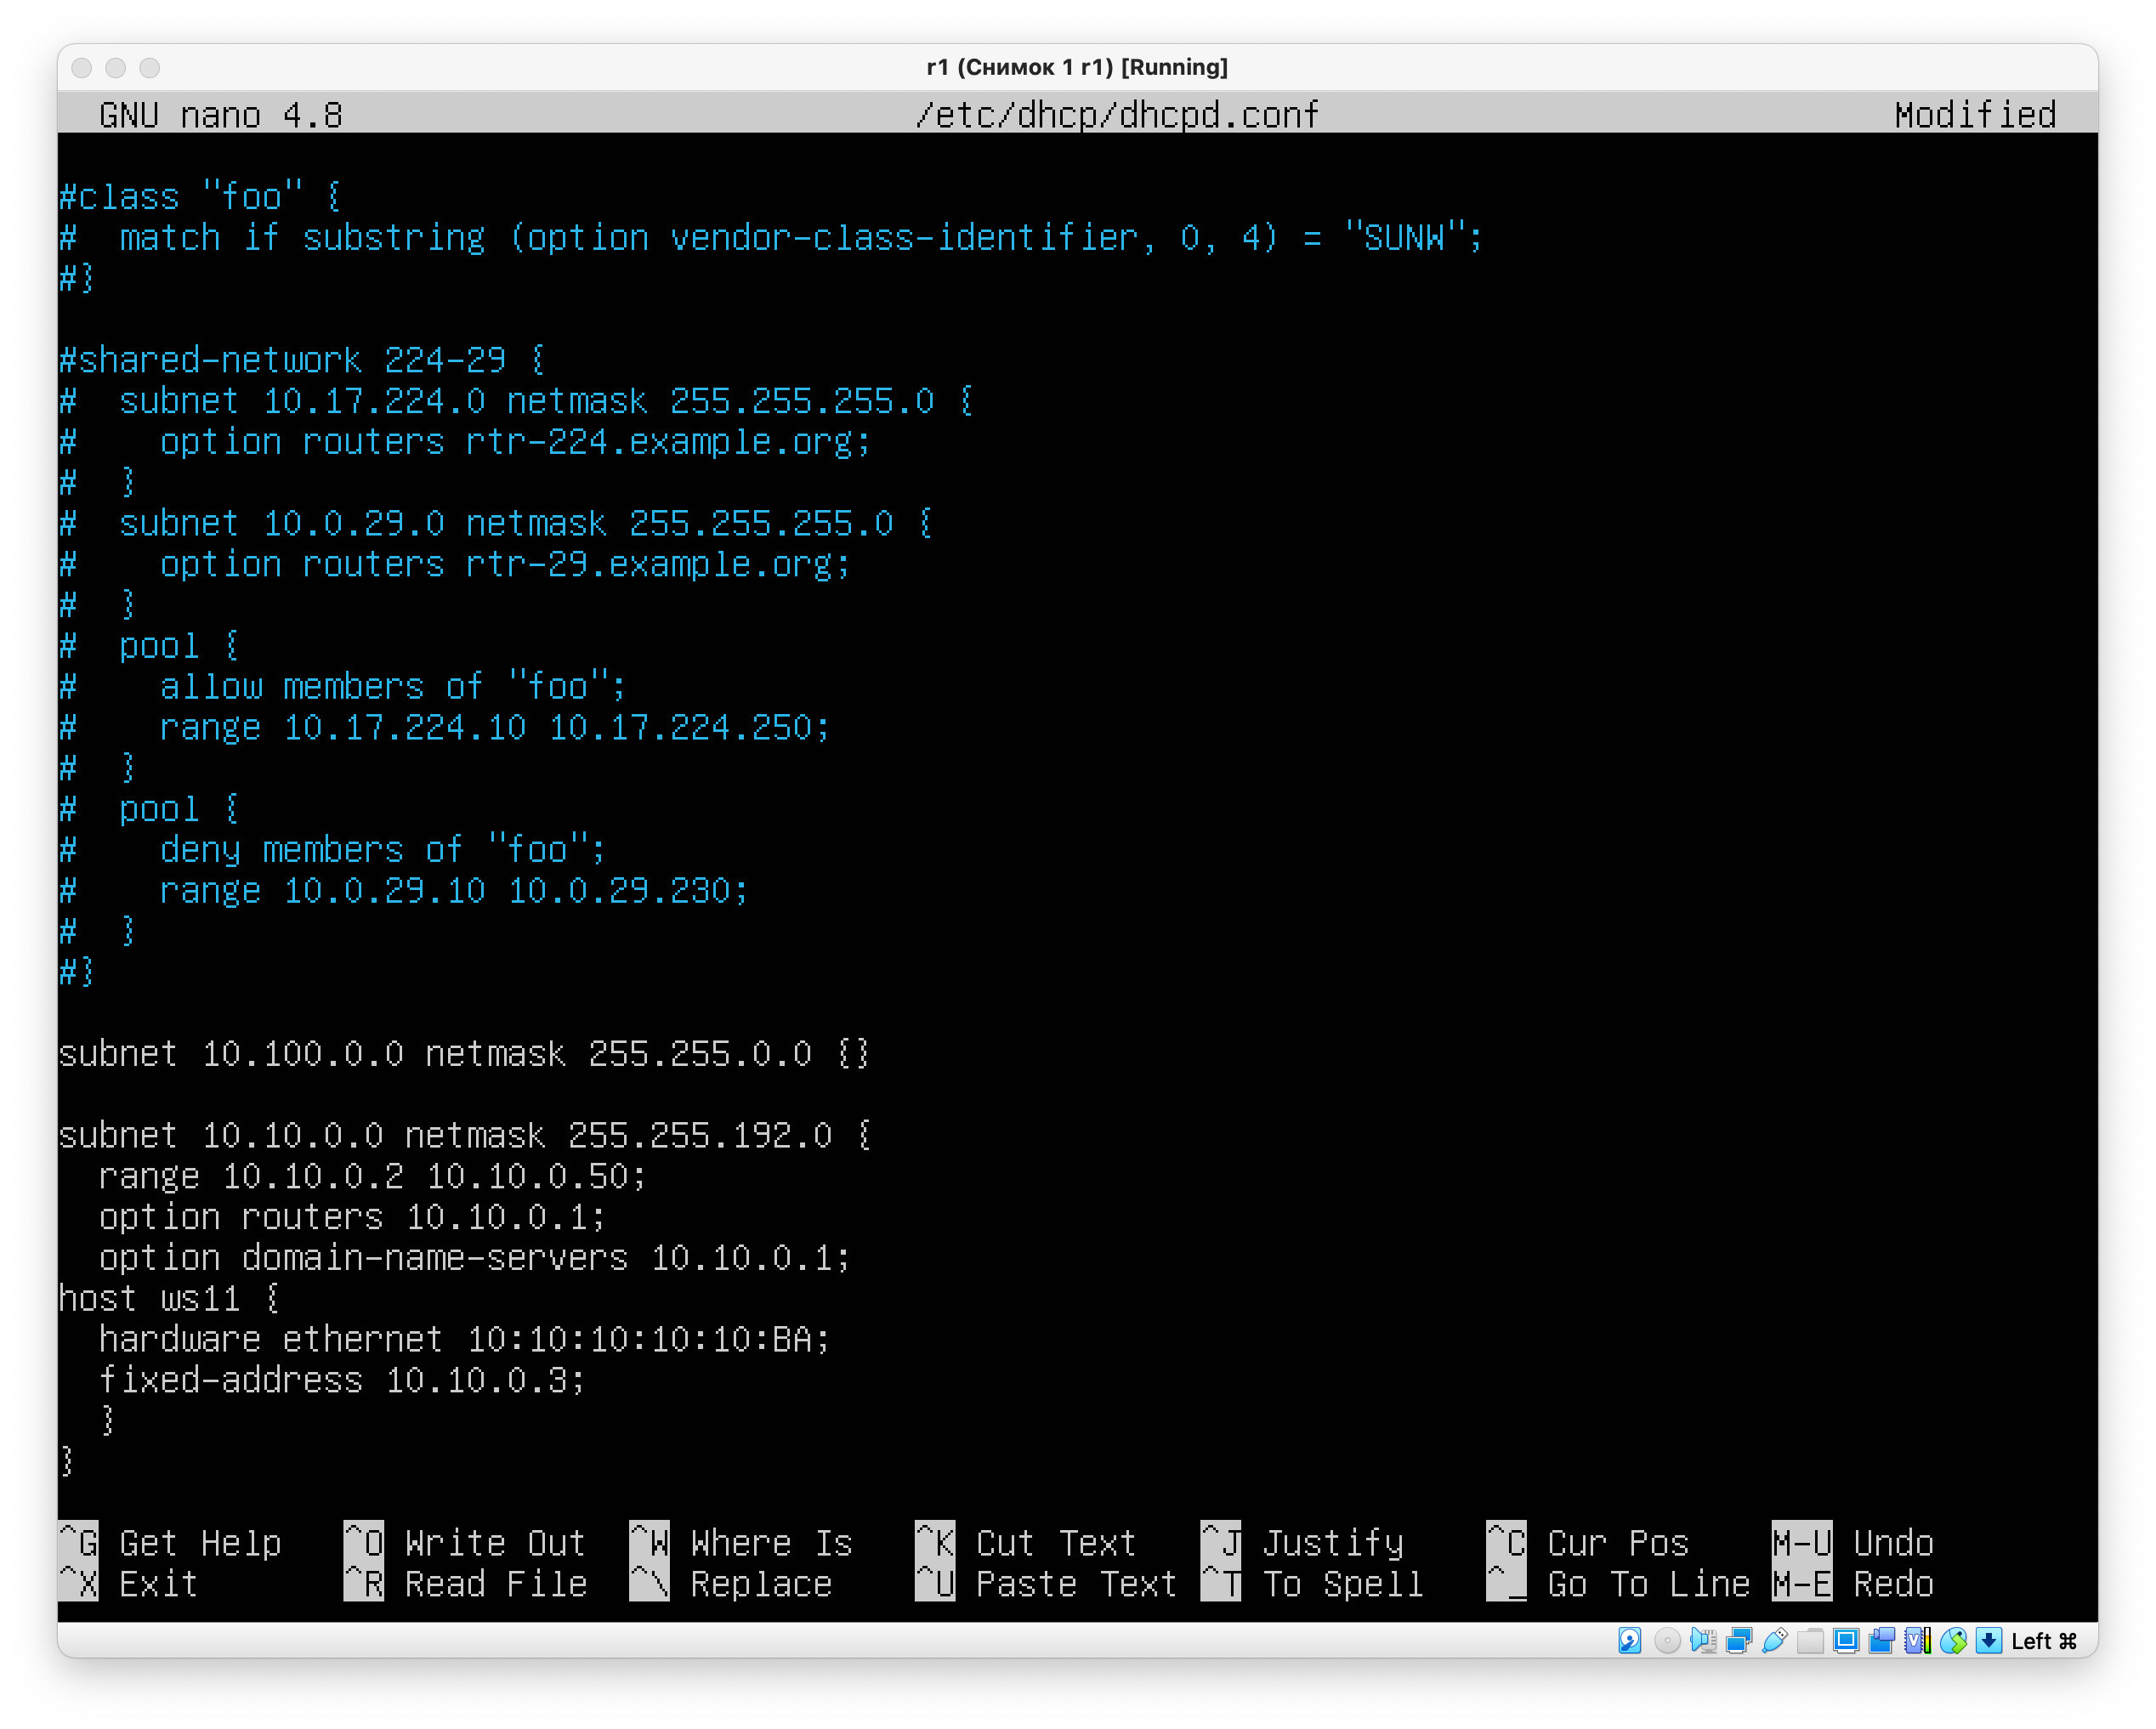 r1 (Снимок 1 r1) [Running]
GNU nano 4.8 /etc/dhcp/dhcpd.conf Modified
#class "foo" {
#  match if substring (option vendor-class-identifier, 0, 4) = "SUNW";
#}
#shared-network 224-29 {
#  subnet 10.17.224.0 netmask 255.255.255.0 {
#    option routers rtr-224.example.org;
#  }
#  subnet 10.0.29.0 netmask 255.255.255.0 {
#    option routers rtr-29.example.org;
#  }
#  pool {
#    allow members of "foo";
#    range 10.17.224.10 10.17.224.250;
#  }
#  pool {
#    deny members of "foo";
#    range 10.0.29.10 10.0.29.230;
#  }
#}
subnet 10.100.0.0 netmask 255.255.0.0 {}
subnet 10.10.0.0 netmask 255.255.192.0 {
  range 10.10.0.2 10.10.0.50;
  option routers 10.10.0.1;
  option domain-name-servers 10.10.0.1;
host ws11 {
  hardware ethernet 10:10:10:10:10:BA;
  fixed-address 10.10.0.3;
  }
}
^G Get Help ^O Write Out ^W Where Is ^K Cut Text ^J Justify ^C Cur Pos M-U Undo
^X Exit ^R Read File ^\ Replace ^U Paste Text ^T To Spell ^_ Go To Line M-E Redo
Left ⌘